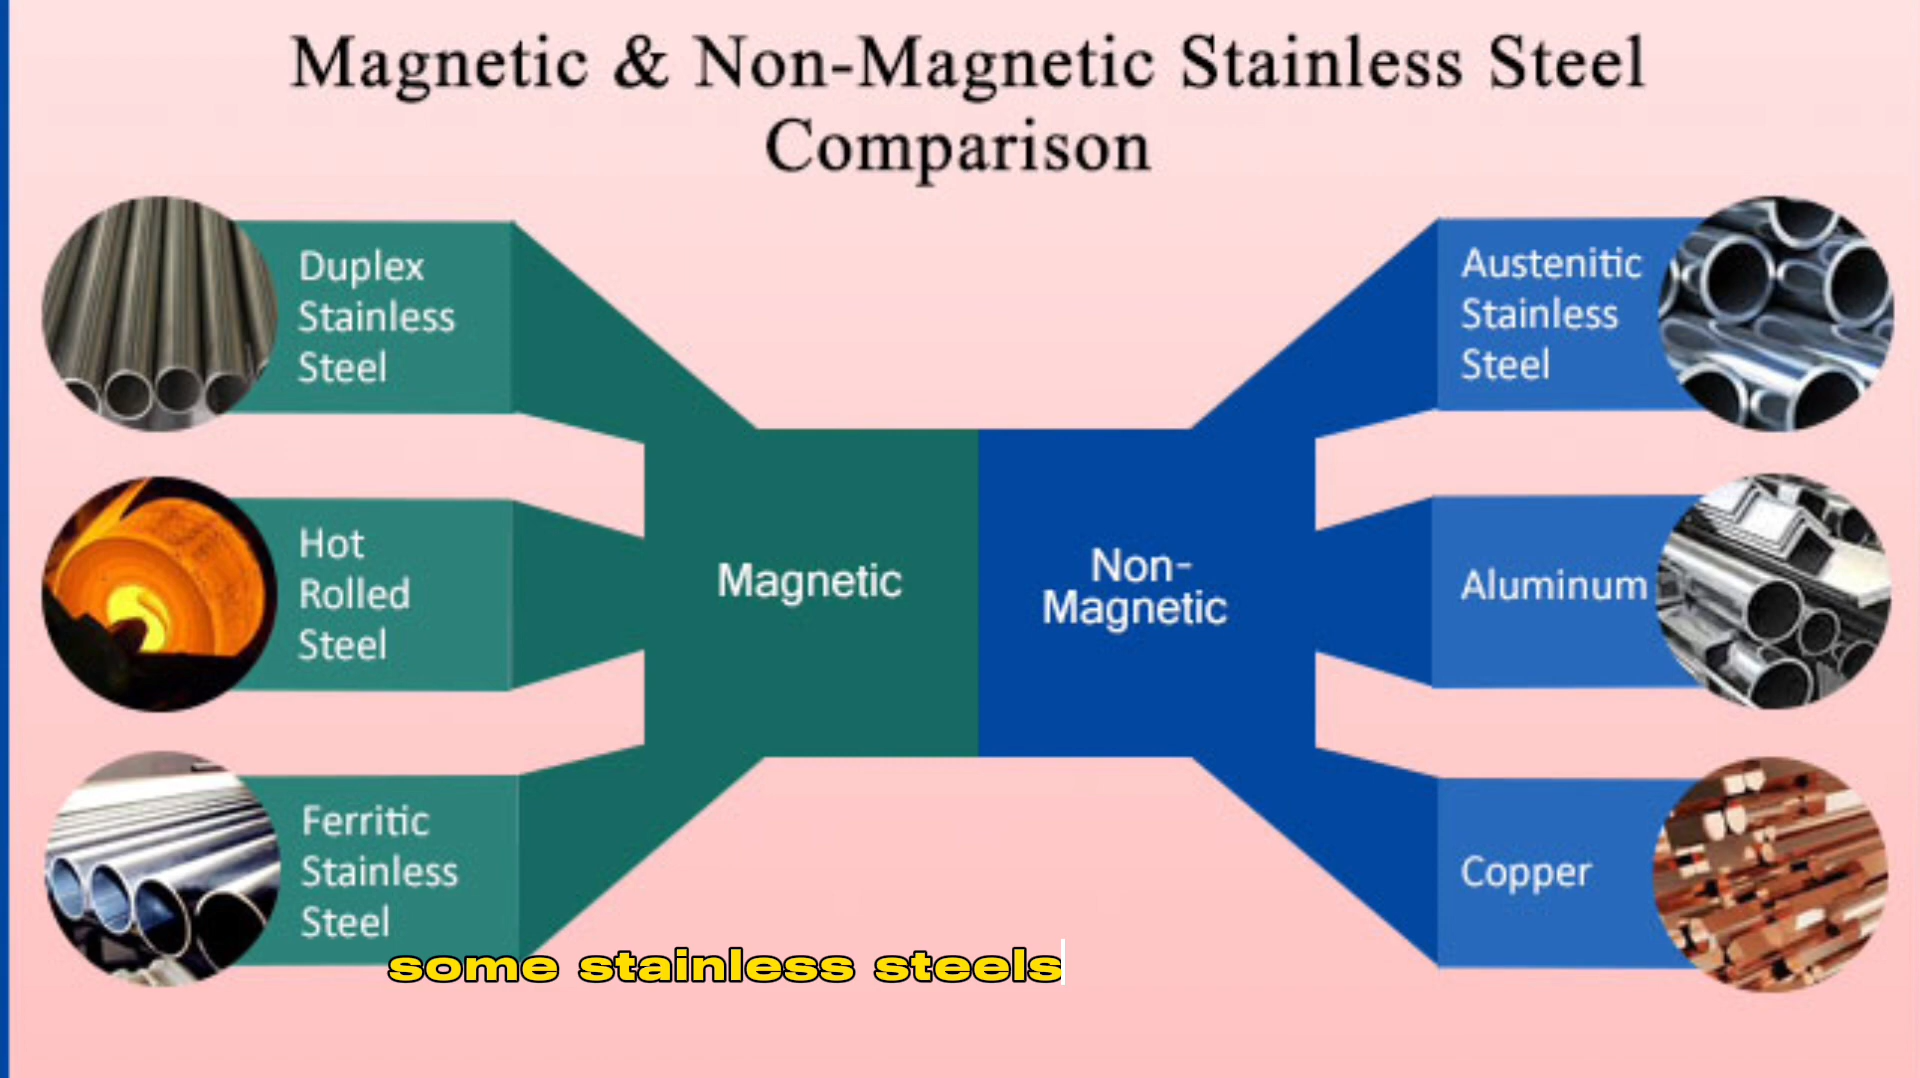 Magnetic & Non-Magnetic Stainless Steel
Comparison
Duplex
Stainless
Steel
Hot
Rolled
Steel
Ferritic
Stainless
Steel
Magnetic
Non-
Magnetic
Austenitic
Stainless
Steel
Aluminum
Copper
some stainless steels